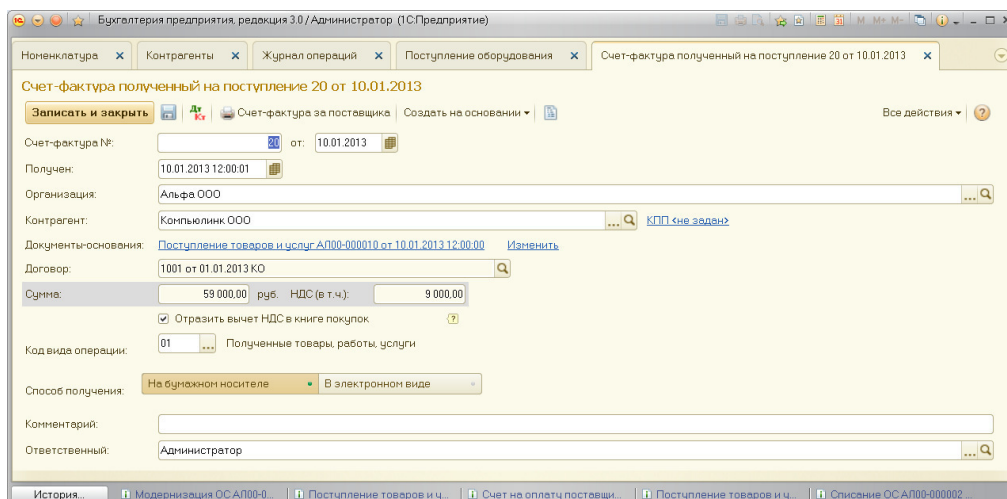 Бухгалтерия предприятия, редакция 3.0 / Администратор (1С:Предприятие) M M+ M-
Номенклатура Контрагенты Журнал операций Поступление оборудования Счет-фактура полученный на поступление 20 от 10.01.2013
Счет-фактура полученный на поступление 20 от 10.01.2013
Записать и закрыть Дт Кт Счет-фактура за поставщика Создать на основании Все действия ?
Счет-фактура №: 20 от: 10.01.2013
Получен: 10.01.2013 12:00:01
Организация: Альфа ООО ...
Контрагент: Компьюлинк ООО ... КПП <не задан>
Документы-основания: Поступление товаров и услуг АЛ00-000010 от 10.01.2013 12:00:00 Изменить
Договор: 1001 от 01.01.2013 КО
Сумма: 59 000,00 руб. НДС (в т.ч.): 9 000,00
Отразить вычет НДС в книге покупок ?
Код вида операции: 01 ... Полученные товары, работы, услуги
Способ получения: На бумажном носителе В электронном виде
Комментарий:
Ответственный: Администратор ...
История... Модернизация ОС АЛ00-0... Поступление товаров и у... Счет на оплату поставщи... Поступление товаров и у... Списание ОС АЛ00-000002 ...